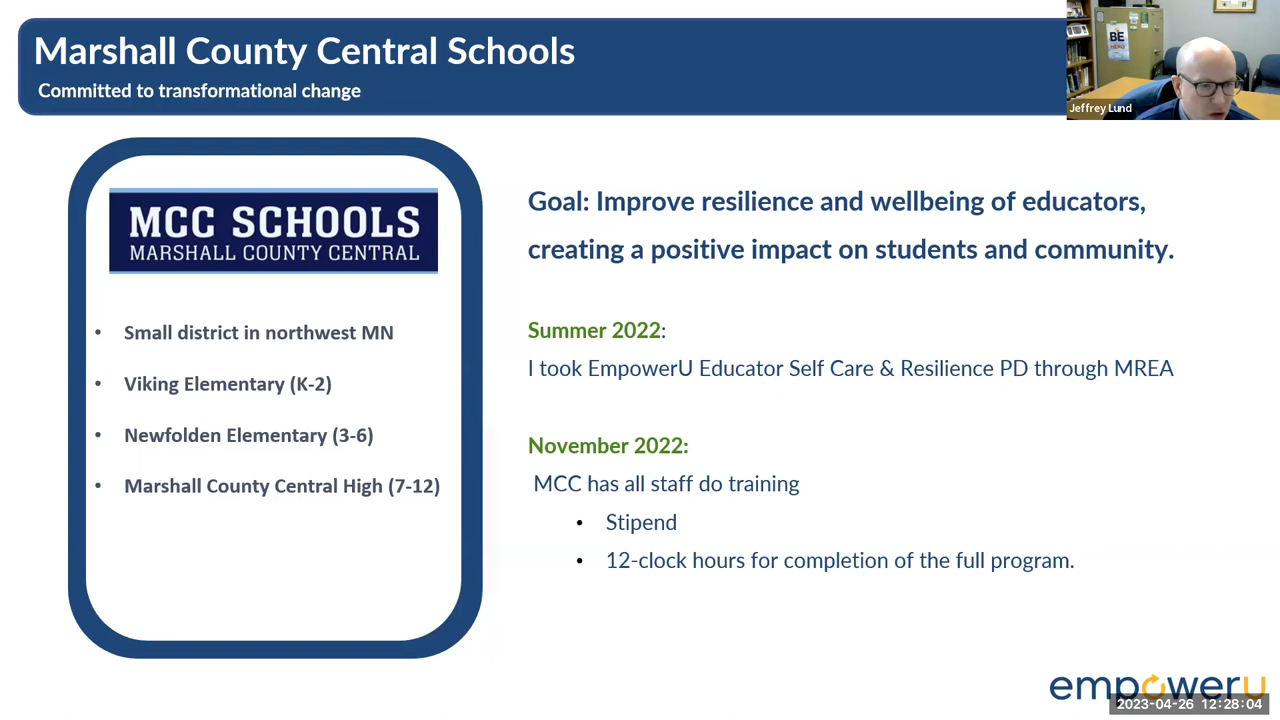 Marshall County Central Schools
Committed to transformational change
BE
Jeffrey Lund
MCC SCHOOLS
MARSHALL COUNTY CENTRAL
• Small district in northwest MN
• Viking Elementary (K-2)
• Newfolden Elementary (3-6)
• Marshall County Central High (7-12)
Goal: Improve resilience and wellbeing of educators,
creating a positive impact on students and community.
Summer 2022:
I took EmpowerU Educator Self Care & Resilience PD through MREA
November 2022:
MCC has all staff do training
• Stipend
• 12-clock hours for completion of the full program.
empoweru
2023-04-26 12:28:04